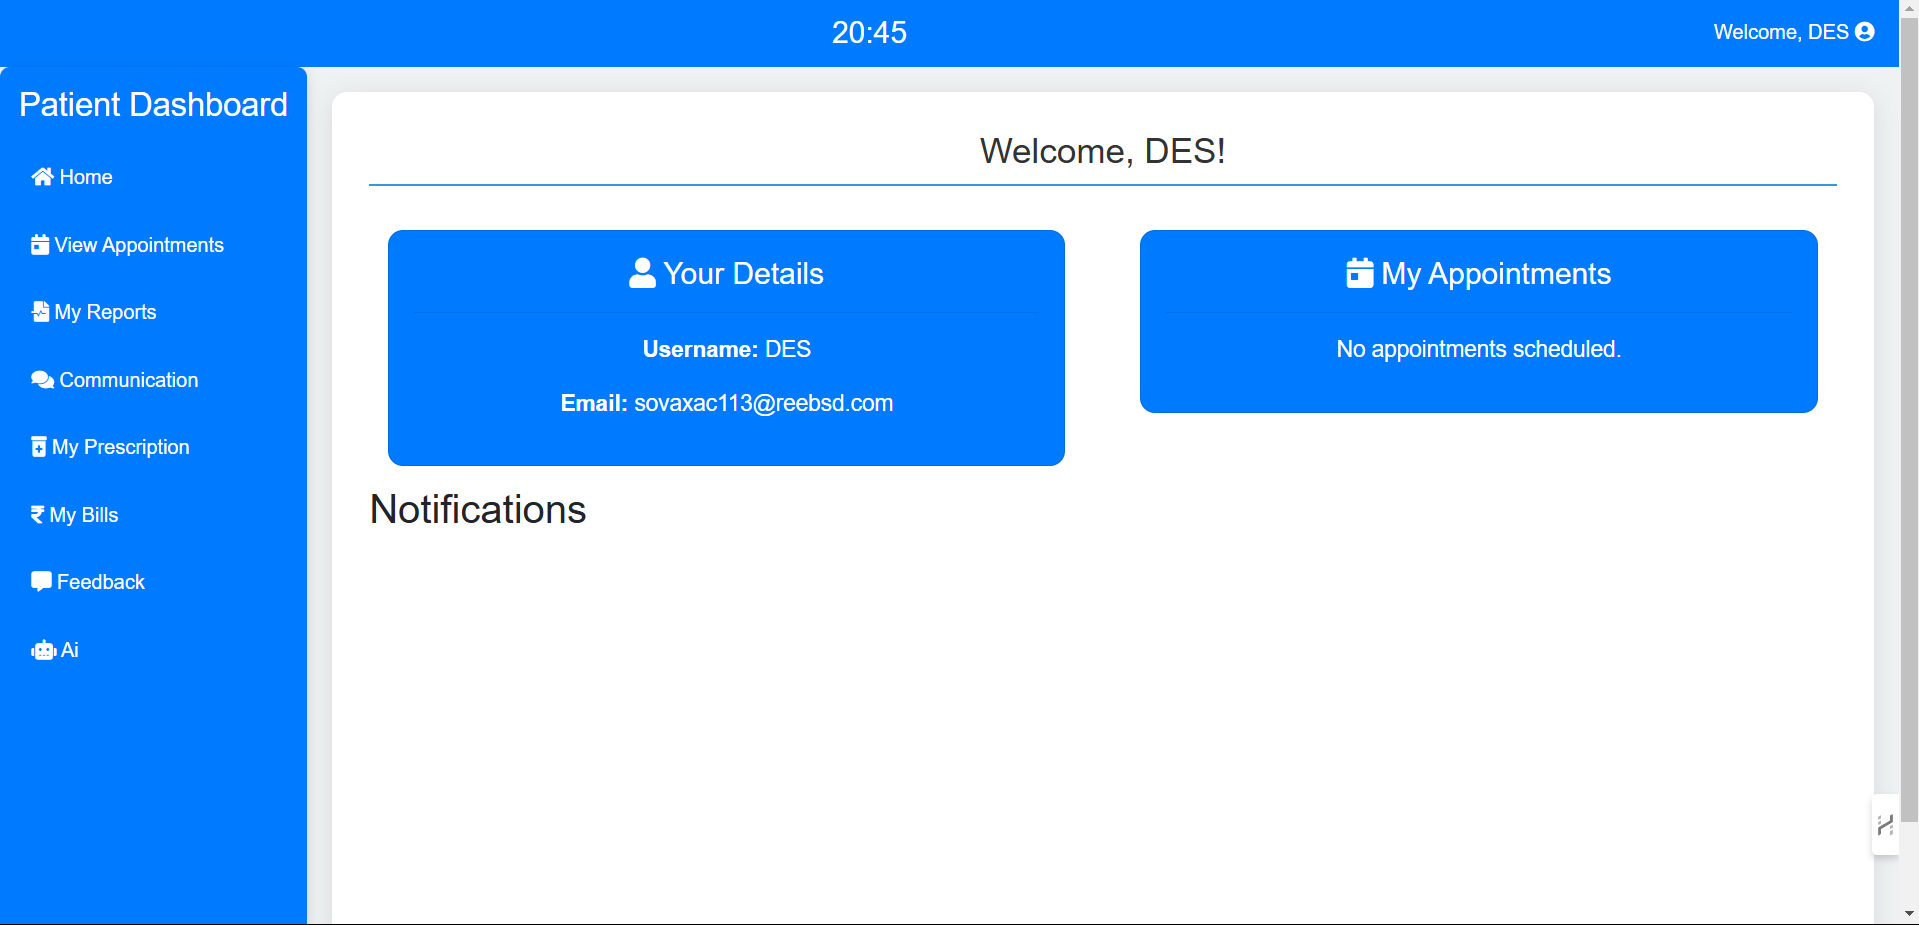 20:45
Welcome, DES
Patient Dashboard
Home
View Appointments
My Reports
Communication
My Prescription
My Bills
Feedback
Ai
Welcome, DES!
Your Details
Username: DES
Email: sovaxac113@reebsd.com
My Appointments
No appointments scheduled.
Notifications